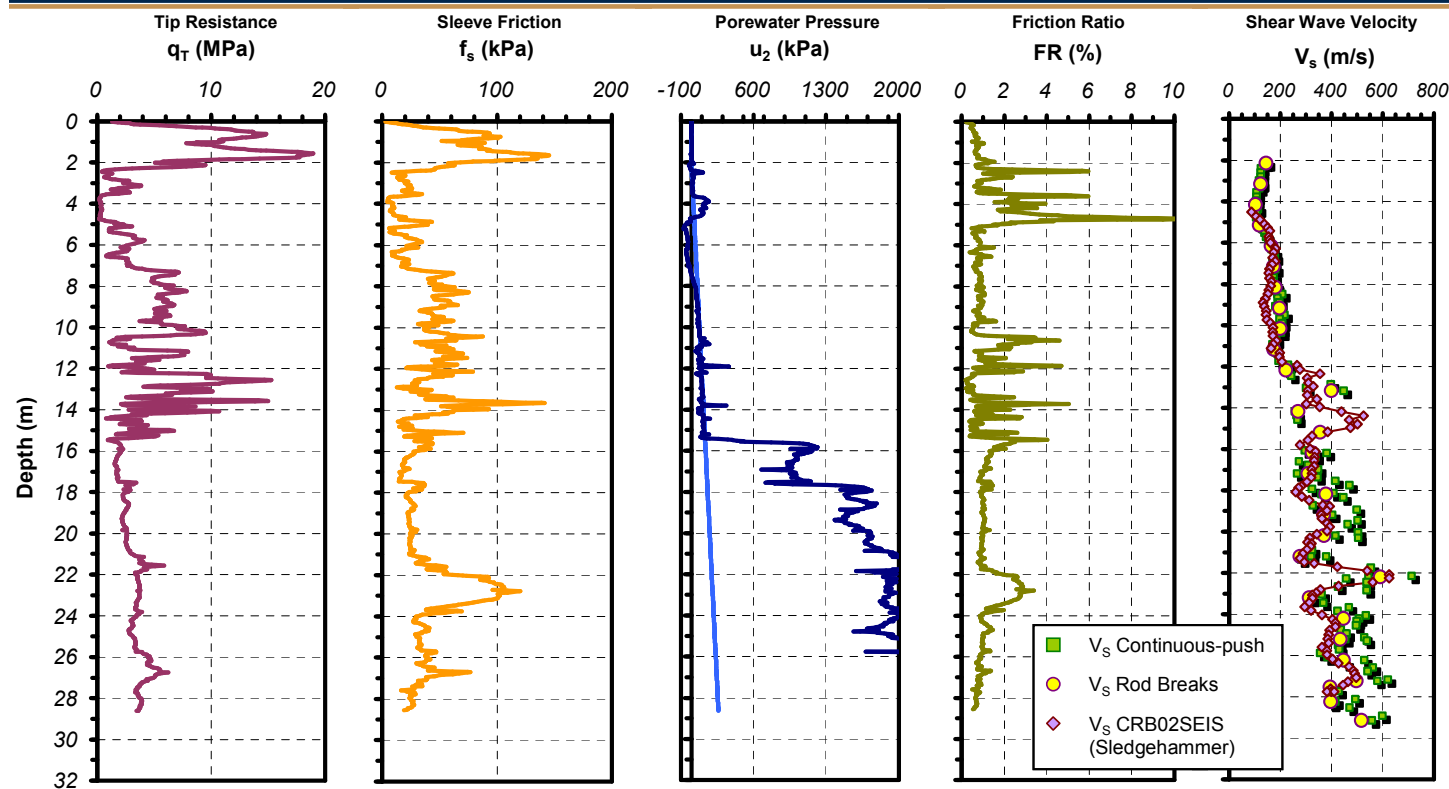 Tip Resistance
qT (MPa)
0 10 20
Sleeve Friction
fs (kPa)
0 100 200
Porewater Pressure
u2 (kPa)
-100 600 1300 2000
Friction Ratio
FR (%)
0 2 4 6 8 10
Shear Wave Velocity
Vs (m/s)
0 200 400 600 800
Depth (m)
0
2
4
6
8
10
12
14
16
18
20
22
24
26
28
30
32
VS Continuous-push
VS Rod Breaks
VS CRB02SEIS
(Sledgehammer)